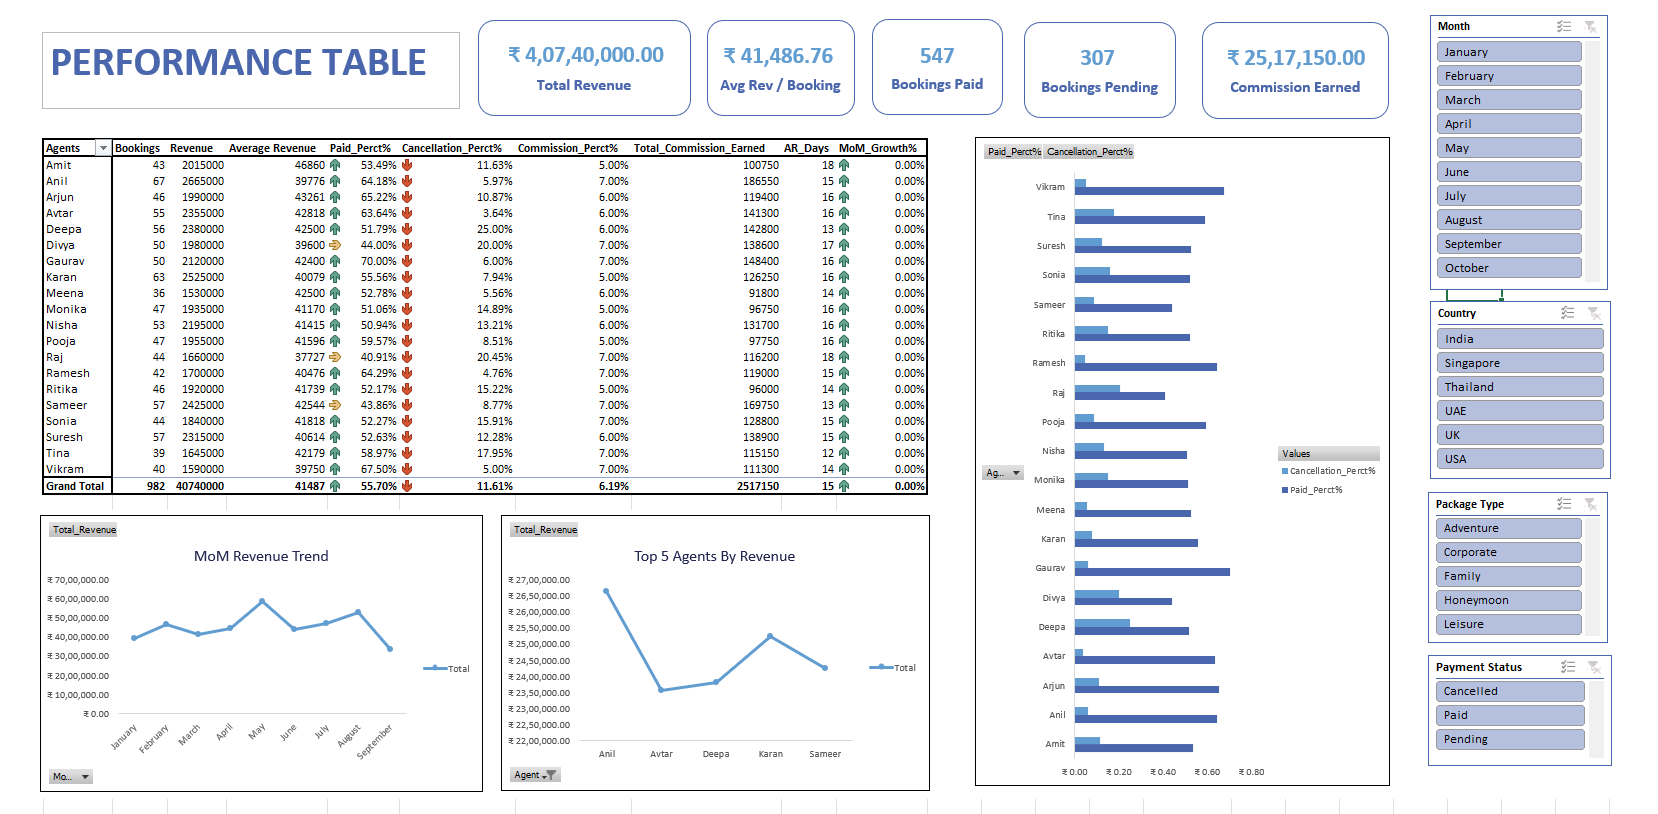 PERFORMANCE TABLE
₹ 4,07,40,000.00
Total Revenue
₹ 41,486.76
Avg Rev / Booking
547
Bookings Paid
307
Bookings Pending
₹ 25,17,150.00
Commission Earned
Agents Bookings Revenue Average Revenue Paid_Perct% Cancellation_Perct% Commission_Perct% Total_Commission_Earned AR_Days MoM_Growth%
Amit 43 2015000 46860 53.49% 11.63% 5.00% 100750 18 0.00%
Anil 67 2665000 39776 64.18% 5.97% 7.00% 186550 15 0.00%
Arjun 46 1990000 43261 65.22% 10.87% 6.00% 119400 16 0.00%
Avtar 55 2355000 42818 63.64% 3.64% 6.00% 141300 16 0.00%
Deepa 56 2380000 42500 51.79% 25.00% 6.00% 142800 13 0.00%
Divya 50 1980000 39600 44.00% 20.00% 7.00% 138600 17 0.00%
Gaurav 50 2120000 42400 70.00% 6.00% 7.00% 148400 16 0.00%
Karan 63 2525000 40079 55.56% 7.94% 5.00% 126250 16 0.00%
Meena 36 1530000 42500 52.78% 5.56% 6.00% 91800 14 0.00%
Monika 47 1935000 41170 51.06% 14.89% 5.00% 96750 16 0.00%
Nisha 53 2195000 41415 50.94% 13.21% 6.00% 131700 16 0.00%
Pooja 47 1955000 41596 59.57% 8.51% 5.00% 97750 16 0.00%
Raj 44 1660000 37727 40.91% 20.45% 7.00% 116200 18 0.00%
Ramesh 42 1700000 40476 64.29% 4.76% 7.00% 119000 15 0.00%
Ritika 46 1920000 41739 52.17% 15.22% 5.00% 96000 14 0.00%
Sameer 57 2425000 42544 43.86% 8.77% 7.00% 169750 13 0.00%
Sonia 44 1840000 41818 52.27% 15.91% 7.00% 128800 15 0.00%
Suresh 57 2315000 40614 52.63% 12.28% 6.00% 138900 15 0.00%
Tina 39 1645000 42179 58.97% 17.95% 7.00% 115150 12 0.00%
Vikram 40 1590000 39750 67.50% 5.00% 7.00% 111300 14 0.00%
Grand Total 982 40740000 41487 55.70% 11.61% 6.19% 2517150 15 0.00%
Total_Revenue
MoM Revenue Trend
₹ 70,00,000.00
₹ 60,00,000.00
₹ 50,00,000.00
₹ 40,00,000.00
₹ 30,00,000.00
₹ 20,00,000.00
₹ 10,00,000.00
₹ 0.00
January February March April May June July August September
Total
Mo...
Total_Revenue
Top 5 Agents By Revenue
₹ 27,00,000.00
₹ 26,50,000.00
₹ 26,00,000.00
₹ 25,50,000.00
₹ 25,00,000.00
₹ 24,50,000.00
₹ 24,00,000.00
₹ 23,50,000.00
₹ 23,00,000.00
₹ 22,50,000.00
₹ 22,00,000.00
Anil Avtar Deepa Karan Sameer
Total
Agent
Paid_Perct% Cancellation_Perct%
Vikram
Tina
Suresh
Sonia
Sameer
Ritika
Ramesh
Raj
Pooja
Nisha
Monika
Meena
Karan
Gaurav
Divya
Deepa
Avtar
Arjun
Anil
Amit
₹ 0.00 ₹ 0.20 ₹ 0.40 ₹ 0.60 ₹ 0.80
Ag...
Values
Cancellation_Perct%
Paid_Perct%
Month
January
February
March
April
May
June
July
August
September
October
Country
India
Singapore
Thailand
UAE
UK
USA
Package Type
Adventure
Corporate
Family
Honeymoon
Leisure
Payment Status
Cancelled
Paid
Pending